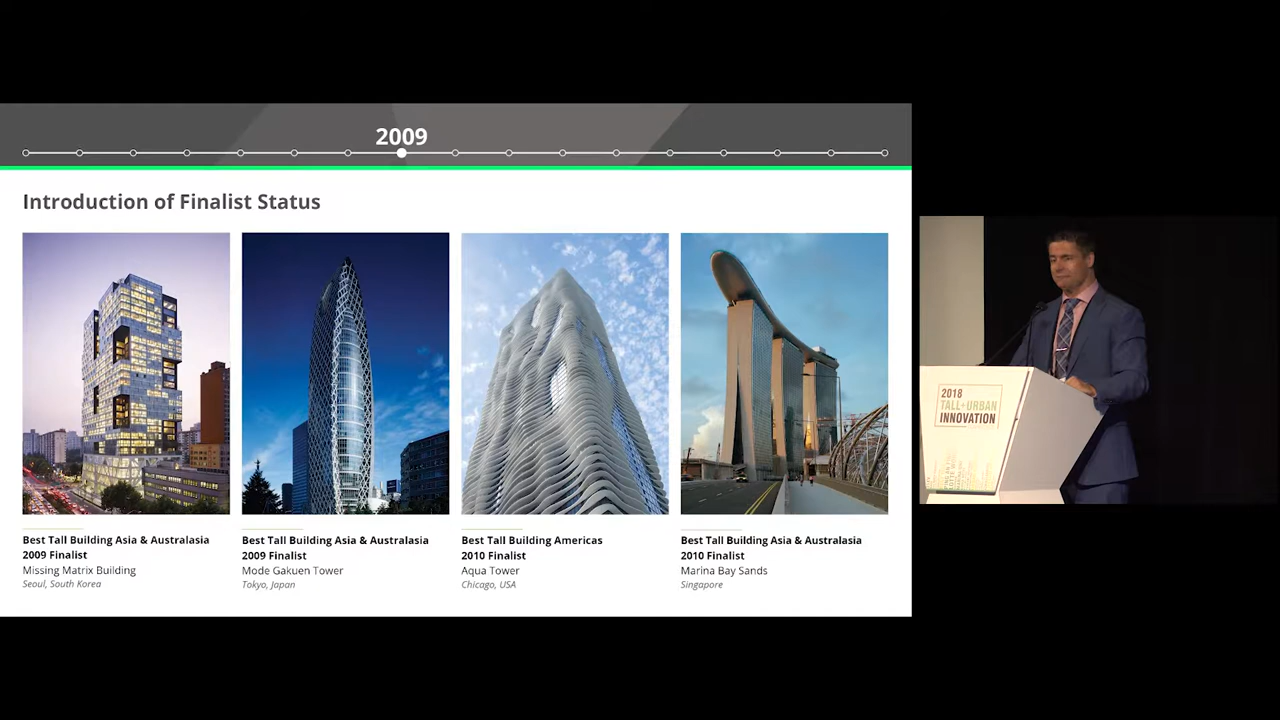 2009
Introduction of Finalist Status
Best Tall Building Asia & Australasia
2009 Finalist
Missing Matrix Building
Seoul, South Korea
Best Tall Building Asia & Australasia
2009 Finalist
Mode Gakuen Tower
Tokyo, Japan
Best Tall Building Americas
2010 Finalist
Aqua Tower
Chicago, USA
Best Tall Building Asia & Australasia
2010 Finalist
Marina Bay Sands
Singapore
2018
TALL+URBAN
INNOVATION